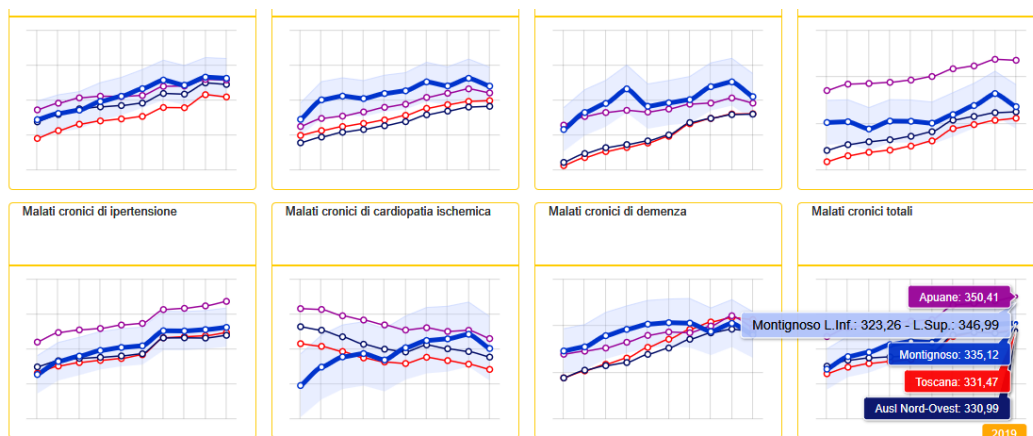 Malati cronici di ipertensione
Malati cronici di cardiopatia ischemica
Malati cronici di demenza
Malati cronici totali
Apuane: 350,41
Montignoso L.Inf.: 323,26 - L.Sup.: 346,99
Montignoso: 335,12
Toscana: 331,47
Ausl Nord-Ovest: 330,99
2019